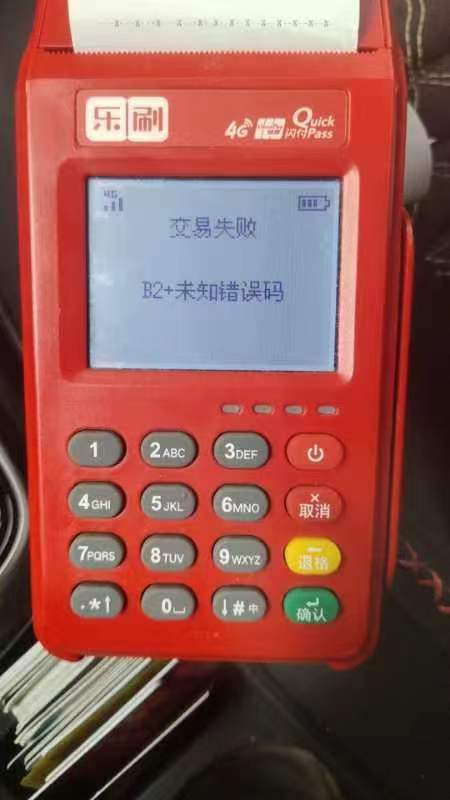 乐刷
4G
Quick
闪付Pass
4G
交易失败
B2+未知错误码
1
2ABC
3DEF
4GHI
5JKL
6MNO
取消
7PQRS
8TUV
9WXYZ
退格
.*↑
0
↓#中
确认